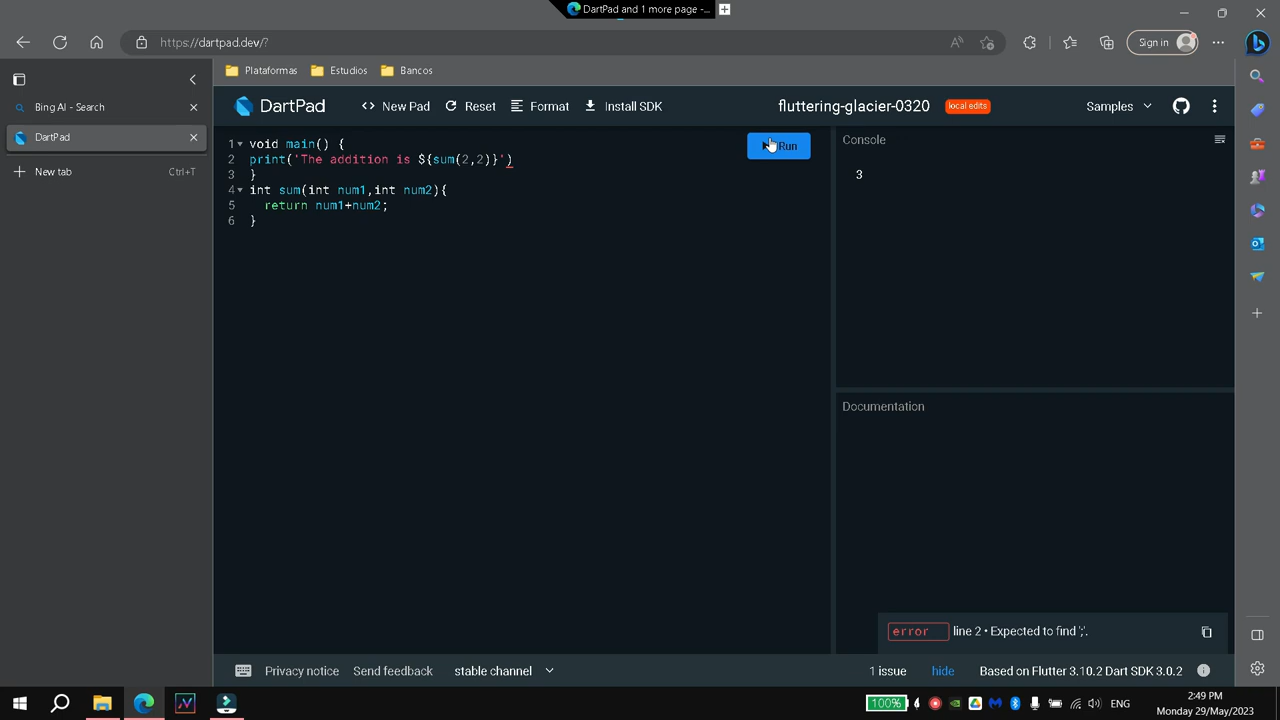 DartPad and 1 more page -...
https://dartpad.dev/?
Sign in
Plataformas
Estudios
Bancos
Bing AI - Search
DartPad
New tab
Ctrl+T
DartPad
<> New Pad
Reset
Format
Install SDK
fluttering-glacier-0320
local edits
Samples
1 void main() {
2 print('The addition is ${sum(2,2)}')
3 }
4 int sum(int num1,int num2){
5 return num1+num2;
6 }
Run
Console
3
Documentation
error line 2 • Expected to find ';'.
Privacy notice
Send feedback
stable channel
1 issue
hide
Based on Flutter 3.10.2 Dart SDK 3.0.2
100%
ENG
2:49 PM
Monday 29/May/2023